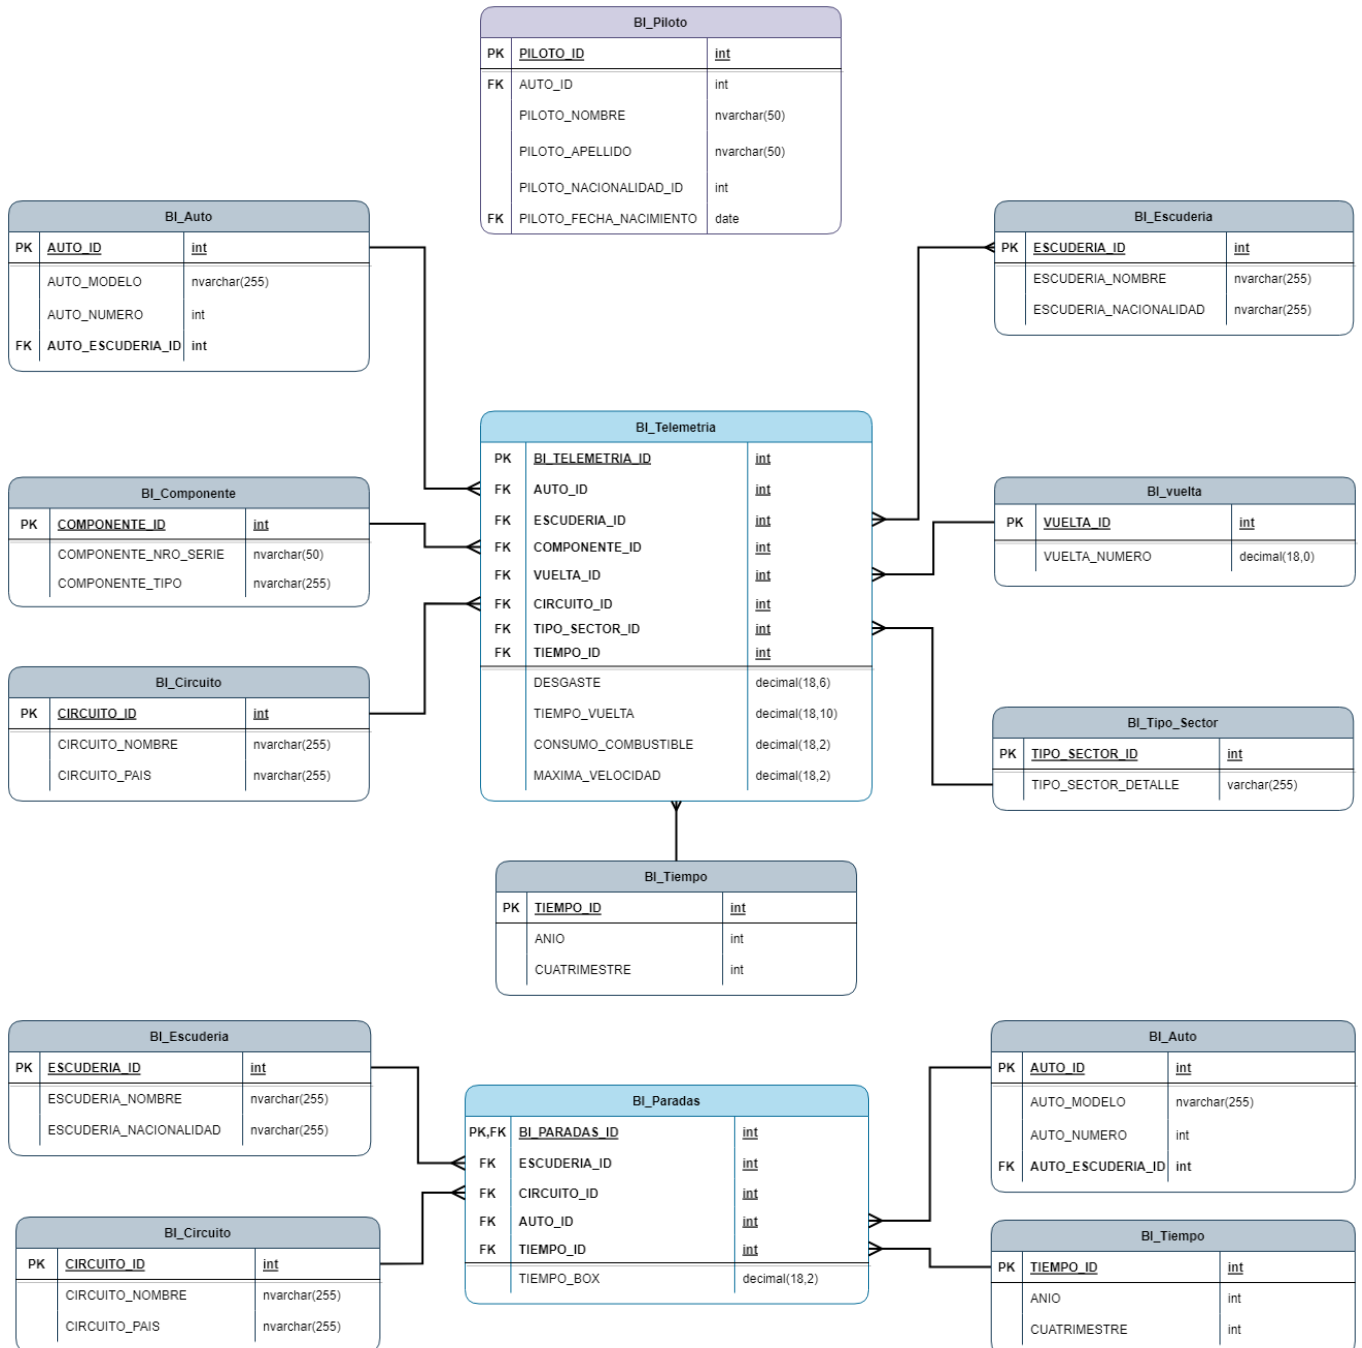 BI_Piloto
PK PILOTO_ID int
FK AUTO_ID int
PILOTO_NOMBRE nvarchar(50)
PILOTO_APELLIDO nvarchar(50)
PILOTO_NACIONALIDAD_ID int
FK PILOTO_FECHA_NACIMIENTO date
BI_Auto
PK AUTO_ID int
AUTO_MODELO nvarchar(255)
AUTO_NUMERO int
FK AUTO_ESCUDERIA_ID int
BI_Escuderia
PK ESCUDERIA_ID int
ESCUDERIA_NOMBRE nvarchar(255)
ESCUDERIA_NACIONALIDAD nvarchar(255)
BI_Telemetria
PK BI_TELEMETRIA_ID int
FK AUTO_ID int
FK ESCUDERIA_ID int
FK COMPONENTE_ID int
FK VUELTA_ID int
FK CIRCUITO_ID int
FK TIPO_SECTOR_ID int
FK TIEMPO_ID int
DESGASTE decimal(18,6)
TIEMPO_VUELTA decimal(18,10)
CONSUMO_COMBUSTIBLE decimal(18,2)
MAXIMA_VELOCIDAD decimal(18,2)
BI_Componente
PK COMPONENTE_ID int
COMPONENTE_NRO_SERIE nvarchar(50)
COMPONENTE_TIPO nvarchar(255)
BI_vuelta
PK VUELTA_ID int
VUELTA_NUMERO decimal(18,0)
BI_Circuito
PK CIRCUITO_ID int
CIRCUITO_NOMBRE nvarchar(255)
CIRCUITO_PAIS nvarchar(255)
BI_Tipo_Sector
PK TIPO_SECTOR_ID int
TIPO_SECTOR_DETALLE varchar(255)
BI_Tiempo
PK TIEMPO_ID int
ANIO int
CUATRIMESTRE int
BI_Escuderia
PK ESCUDERIA_ID int
ESCUDERIA_NOMBRE nvarchar(255)
ESCUDERIA_NACIONALIDAD nvarchar(255)
BI_Auto
PK AUTO_ID int
AUTO_MODELO nvarchar(255)
AUTO_NUMERO int
FK AUTO_ESCUDERIA_ID int
BI_Paradas
PK,FK BI_PARADAS_ID int
FK ESCUDERIA_ID int
FK CIRCUITO_ID int
FK AUTO_ID int
FK TIEMPO_ID int
TIEMPO_BOX decimal(18,2)
BI_Circuito
PK CIRCUITO_ID int
CIRCUITO_NOMBRE nvarchar(255)
CIRCUITO_PAIS nvarchar(255)
BI_Tiempo
PK TIEMPO_ID int
ANIO int
CUATRIMESTRE int